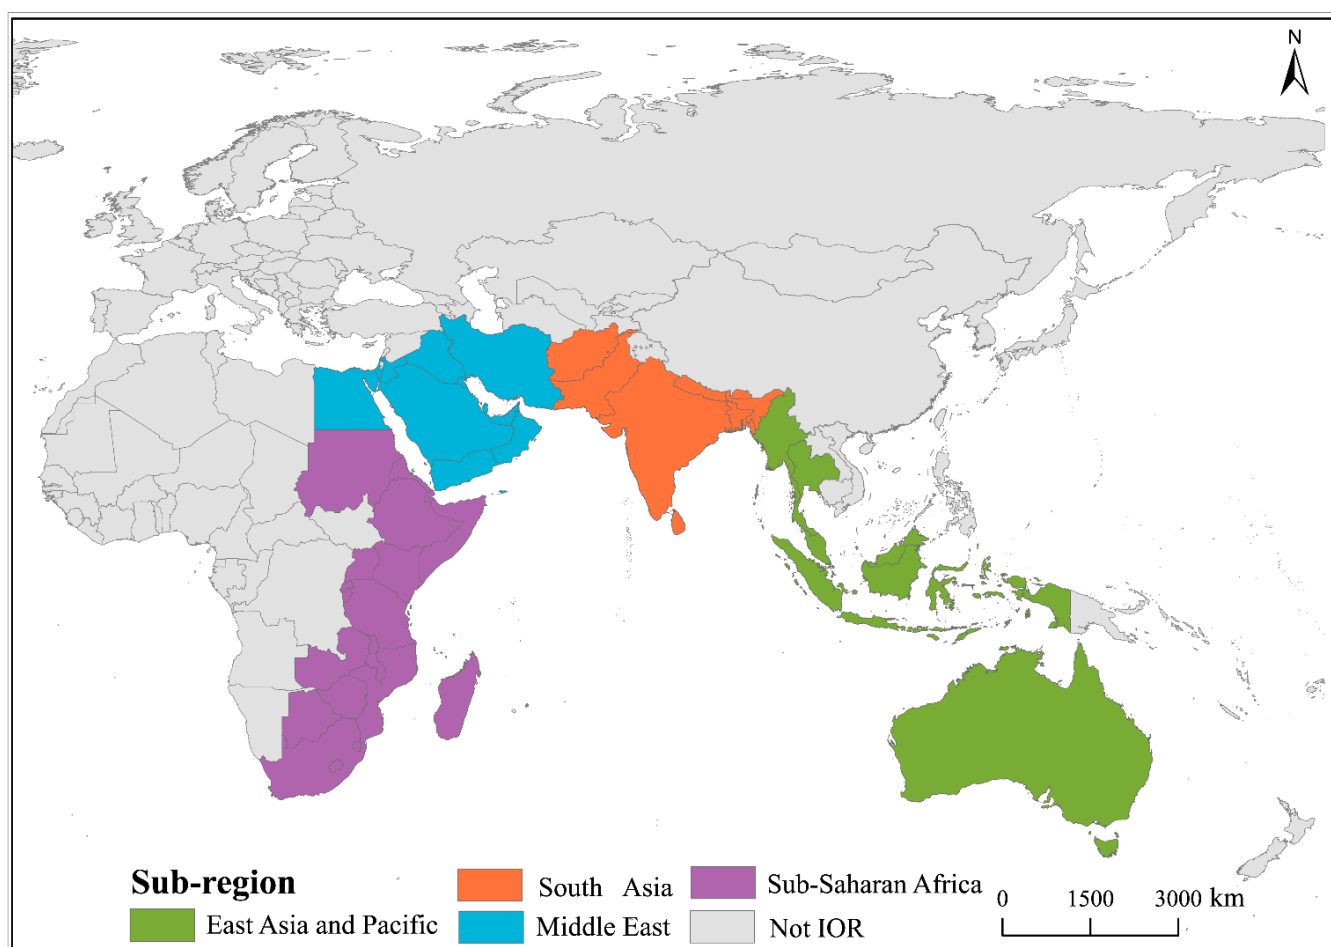 N
Sub-region
South Asia
Sub-Saharan Africa
East Asia and Pacific
Middle East
Not IOR
0 1500 3000 km